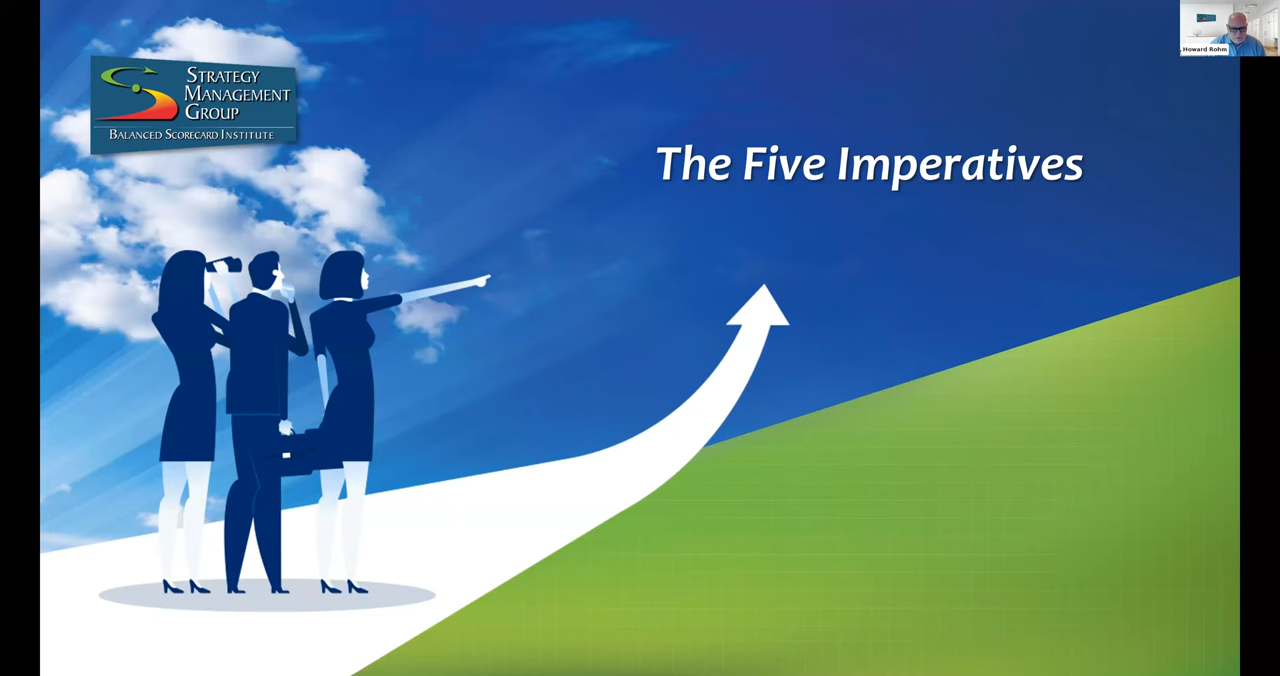 STRATEGY
MANAGEMENT
GROUP
BALANCED SCORECARD INSTITUTE
The Five Imperatives
Howard Rohm